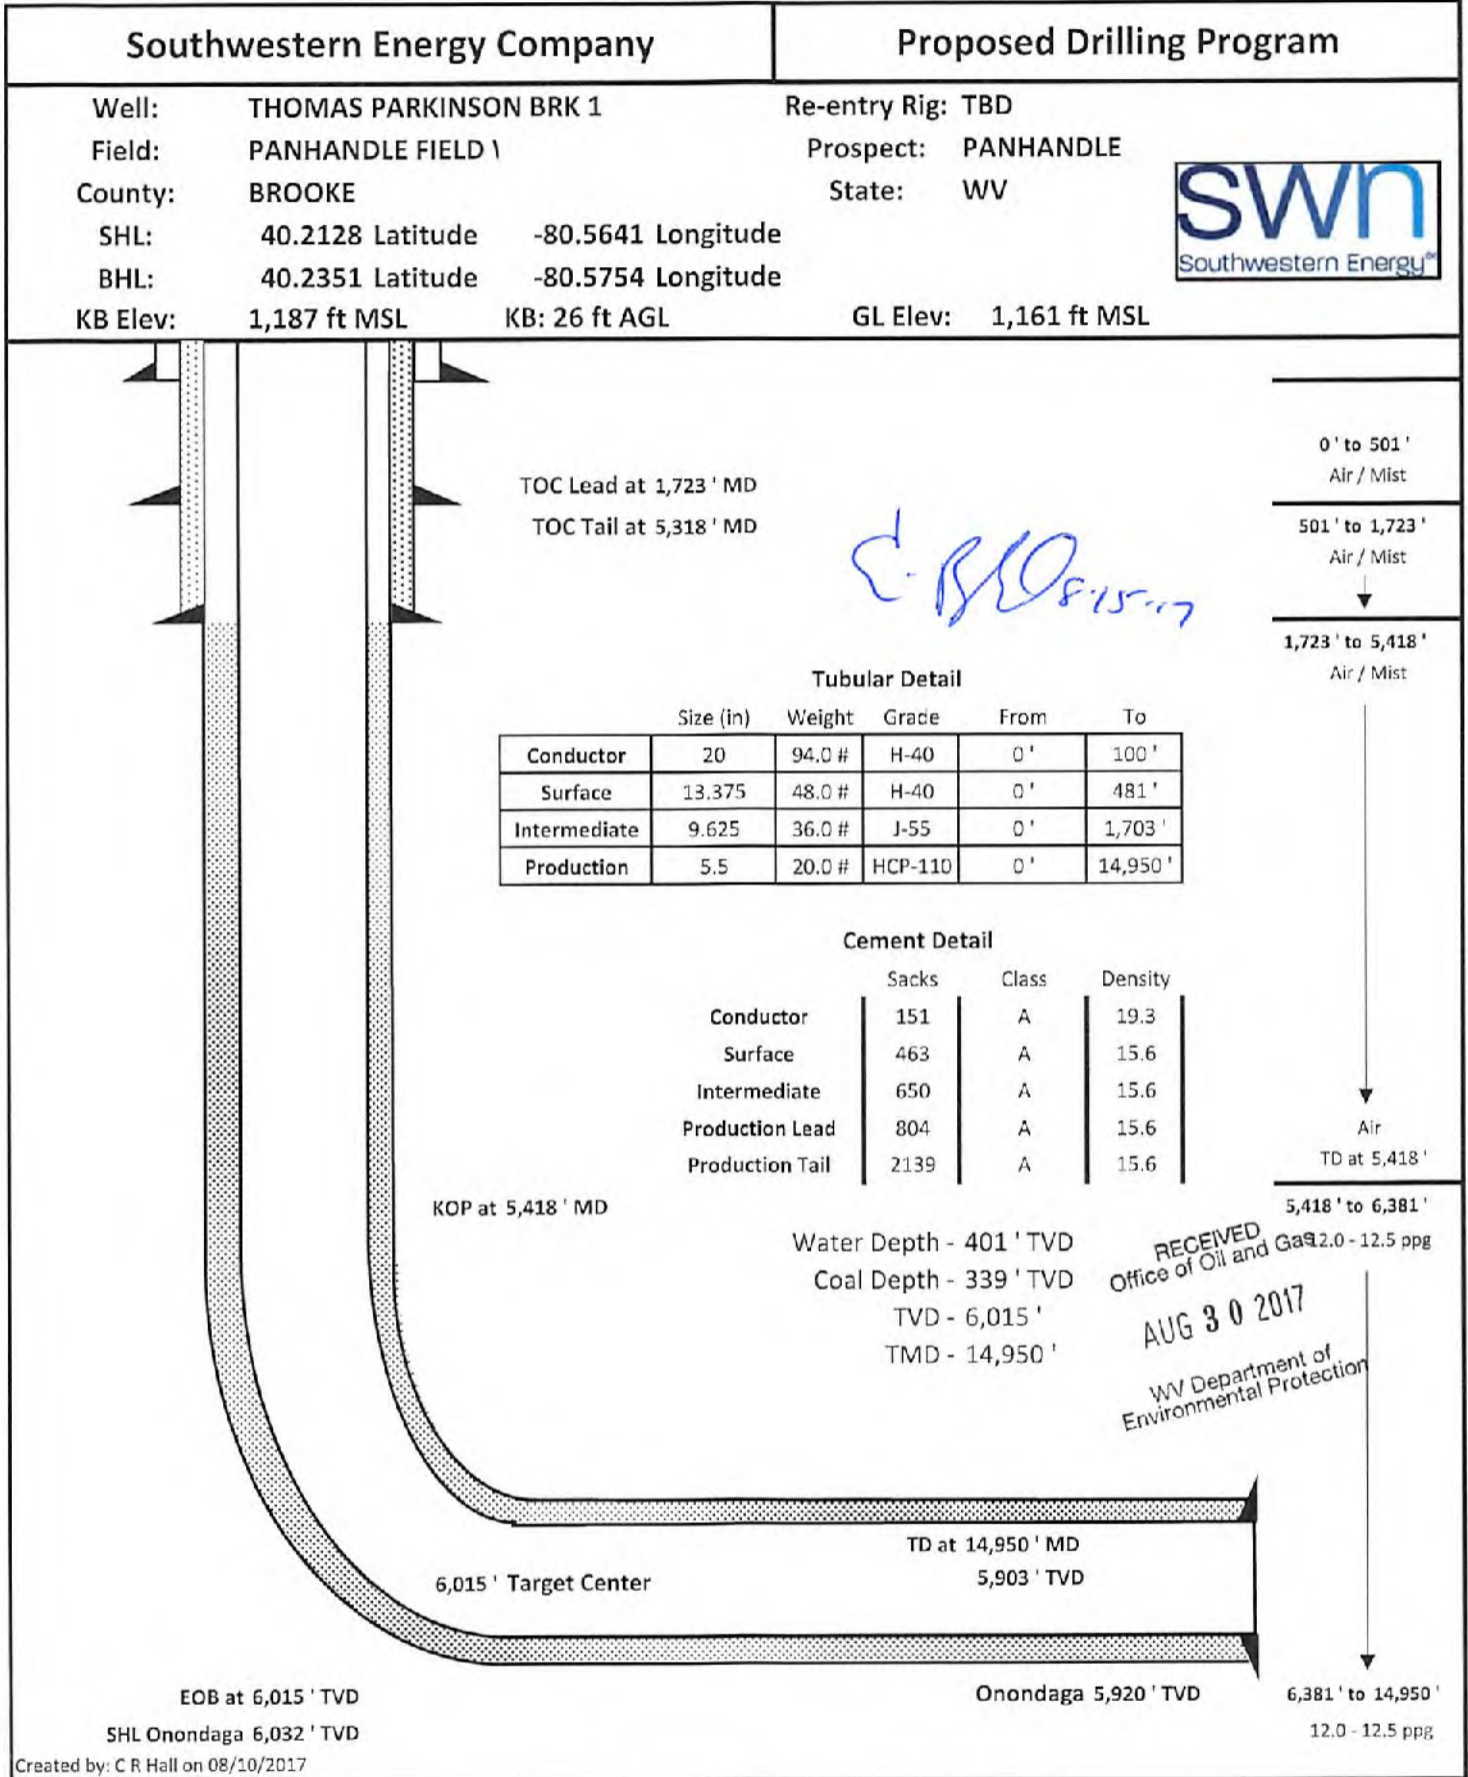 Southwestern Energy Company
Proposed Drilling Program
Well: THOMAS PARKINSON BRK 1
Re-entry Rig: TBD
Field: PANHANDLE FIELD \
Prospect: PANHANDLE
County: BROOKE
State: WV
SHL: 40.2128 Latitude -80.5641 Longitude
BHL: 40.2351 Latitude -80.5754 Longitude
KB Elev: 1,187 ft MSL KB: 26 ft AGL GL Elev: 1,161 ft MSL
swn
Southwestern Energy
0 ' to 501 '
Air / Mist
TOC Lead at 1,723 ' MD
TOC Tail at 5,318 ' MD
501 ' to 1,723 '
Air / Mist
8-15-17
1,723 ' to 5,418 '
Air / Mist
Tubular Detail
Size (in) Weight Grade From To
Conductor 20 94.0 # H-40 0 ' 100 '
Surface 13.375 48.0 # H-40 0 ' 481 '
Intermediate 9.625 36.0 # J-55 0 ' 1,703 '
Production 5.5 20.0 # HCP-110 0 ' 14,950 '
Cement Detail
Sacks Class Density
Conductor 151 A 19.3
Surface 463 A 15.6
Intermediate 650 A 15.6
Production Lead 804 A 15.6
Production Tail 2139 A 15.6
Air
TD at 5,418 '
KOP at 5,418 ' MD
5,418 ' to 6,381 '
12.0 - 12.5 ppg
Water Depth - 401 ' TVD
Coal Depth - 339 ' TVD
TVD - 6,015 '
TMD - 14,950 '
RECEIVED
Office of Oil and Gas
AUG 30 2017
WV Department of
Environmental Protection
TD at 14,950 ' MD
5,903 ' TVD
6,015 ' Target Center
EOB at 6,015 ' TVD
SHL Onondaga 6,032 ' TVD
Onondaga 5,920 ' TVD
6,381 ' to 14,950 '
12.0 - 12.5 ppg
Created by: C R Hall on 08/10/2017